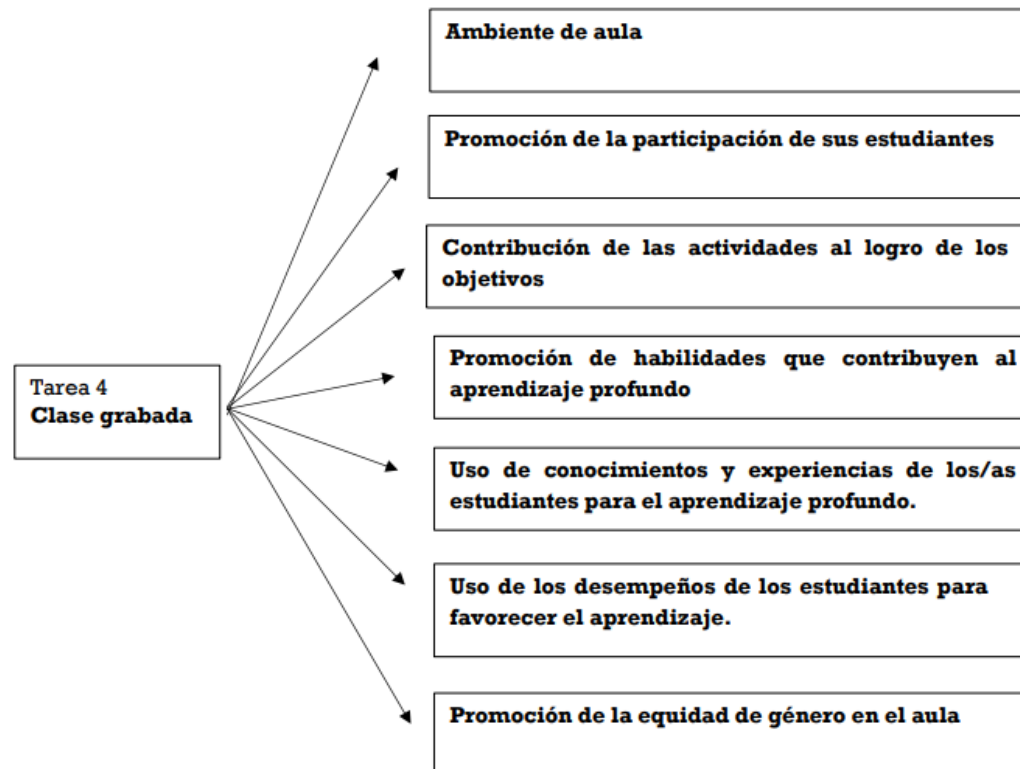 Ambiente de aula
Promoción de la participación de sus estudiantes
Contribución de las actividades al logro de los
objetivos
Promoción de habilidades que contribuyen al
aprendizaje profundo
Tarea 4
Clase grabada
Uso de conocimientos y experiencias de los/as
estudiantes para el aprendizaje profundo.
Uso de los desempeños de los estudiantes para
favorecer el aprendizaje.
Promoción de la equidad de género en el aula